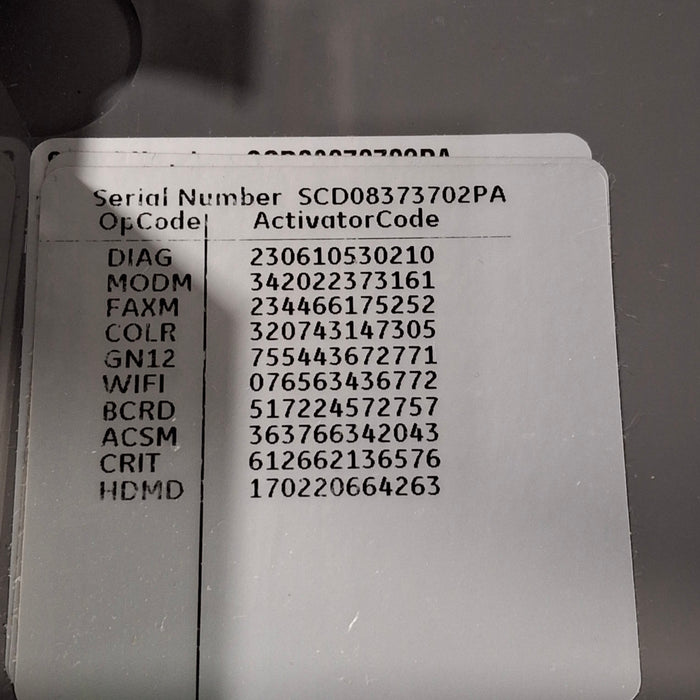 Serial Number SCD08373702PA
OpCode ActivatorCode
DIAG 230610530210
MODM 342022373161
FAXM 234466175252
COLR 320743147305
GN12 755443672771
WIFI 076563436772
BCRD 517224572757
ACSM 363766342043
CRIT 612662136576
HDMD 170220664263